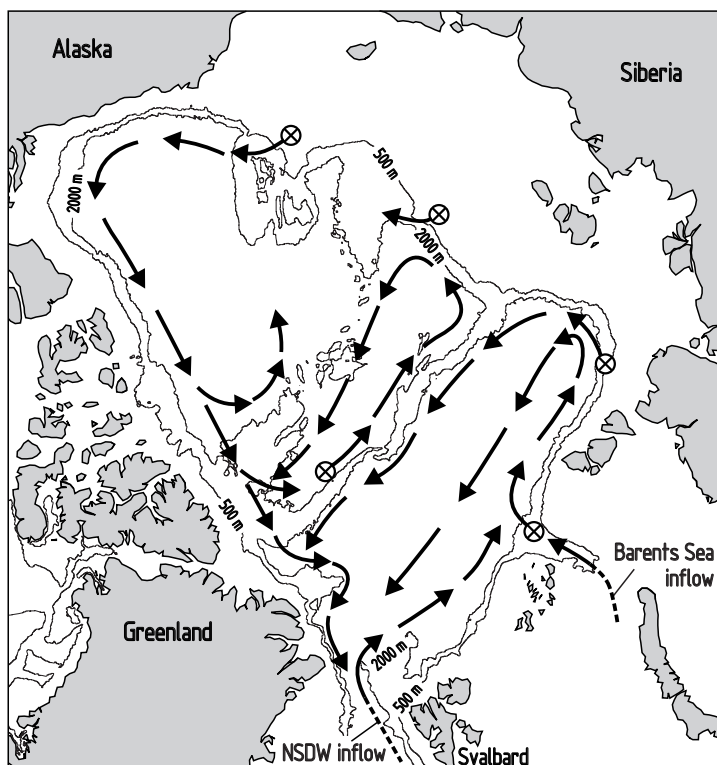 Alaska
Siberia
500 m
2000 m
2000 m
500 m
Barents Sea
inflow
Greenland
2000 m
500 m
NSDW inflow
Svalbard